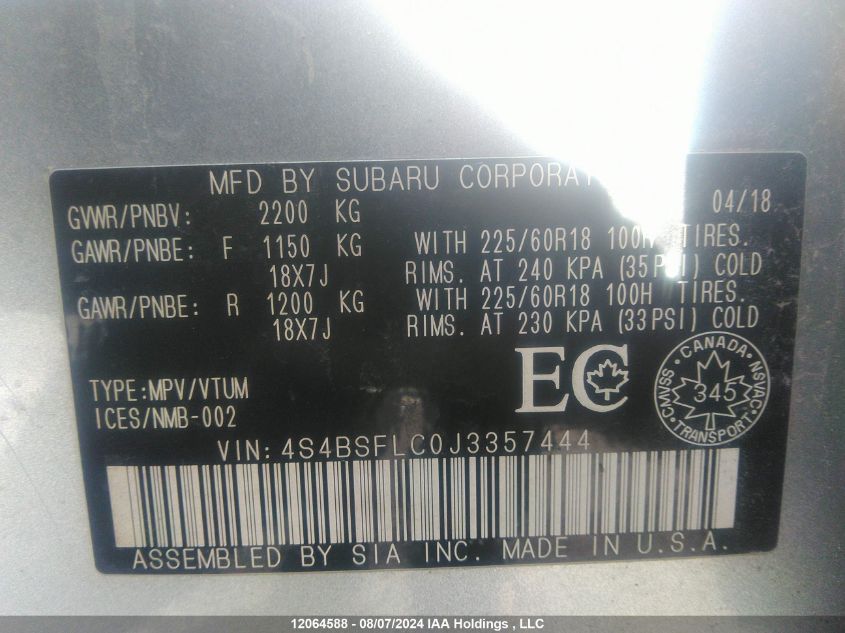 MFD BY SUBARU CORPORAT 04/18
GVWR/PNBV: 2200 KG
GAWR/PNBE: F 1150 KG WITH 225/60R18 100H TIRES.
18X7J RIMS. AT 240 KPA (35PSI) COLD
GAWR/PNBE: R 1200 KG WITH 225/60R18 100H TIRES.
18X7J RIMS. AT 230 KPA (33PSI) COLD
TYPE:MPV/VTUM
ICES/NMB-002
EC
CANADA
CMVSS NSVAC
345
TRANSPORT
VIN:4S4BSFLC0J3357444
ASSEMBLED BY SIA INC. MADE IN U.S.A.
12064588 - 08/07/2024 IAA Holdings , LLC